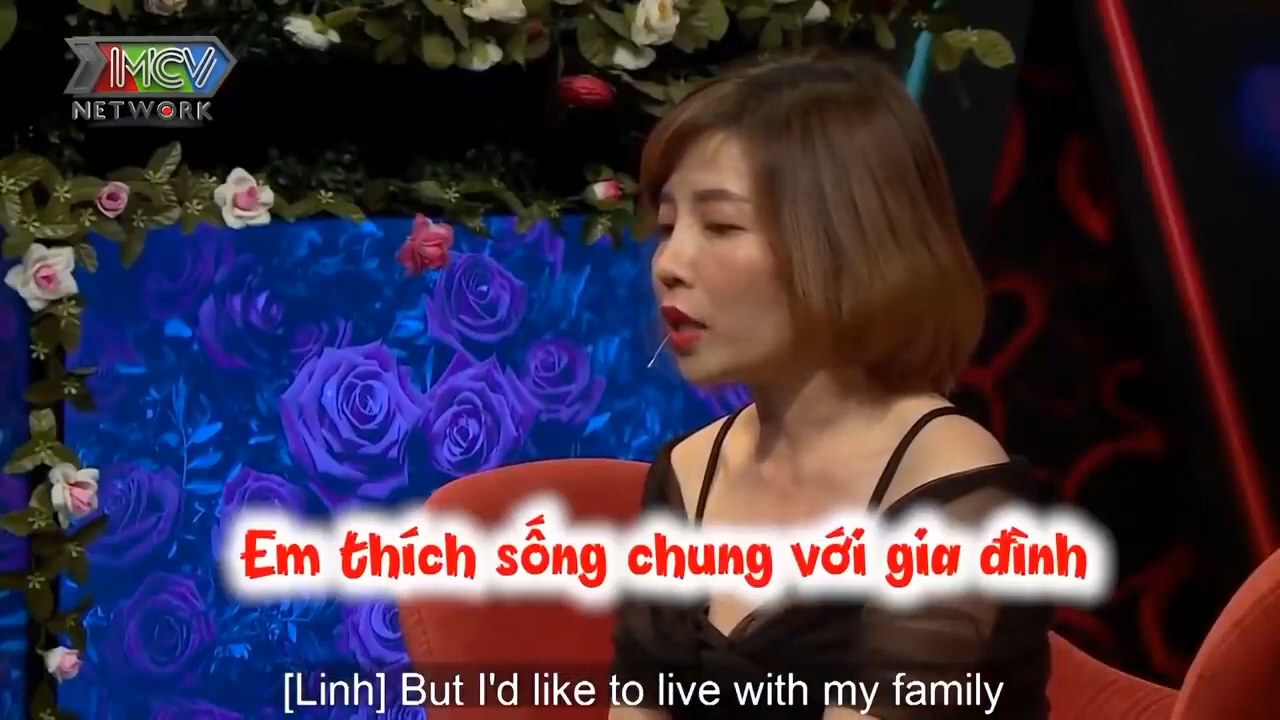 MCV
NETWORK
Em thích sống chung với gia đình
[Linh] But I'd like to live with my family